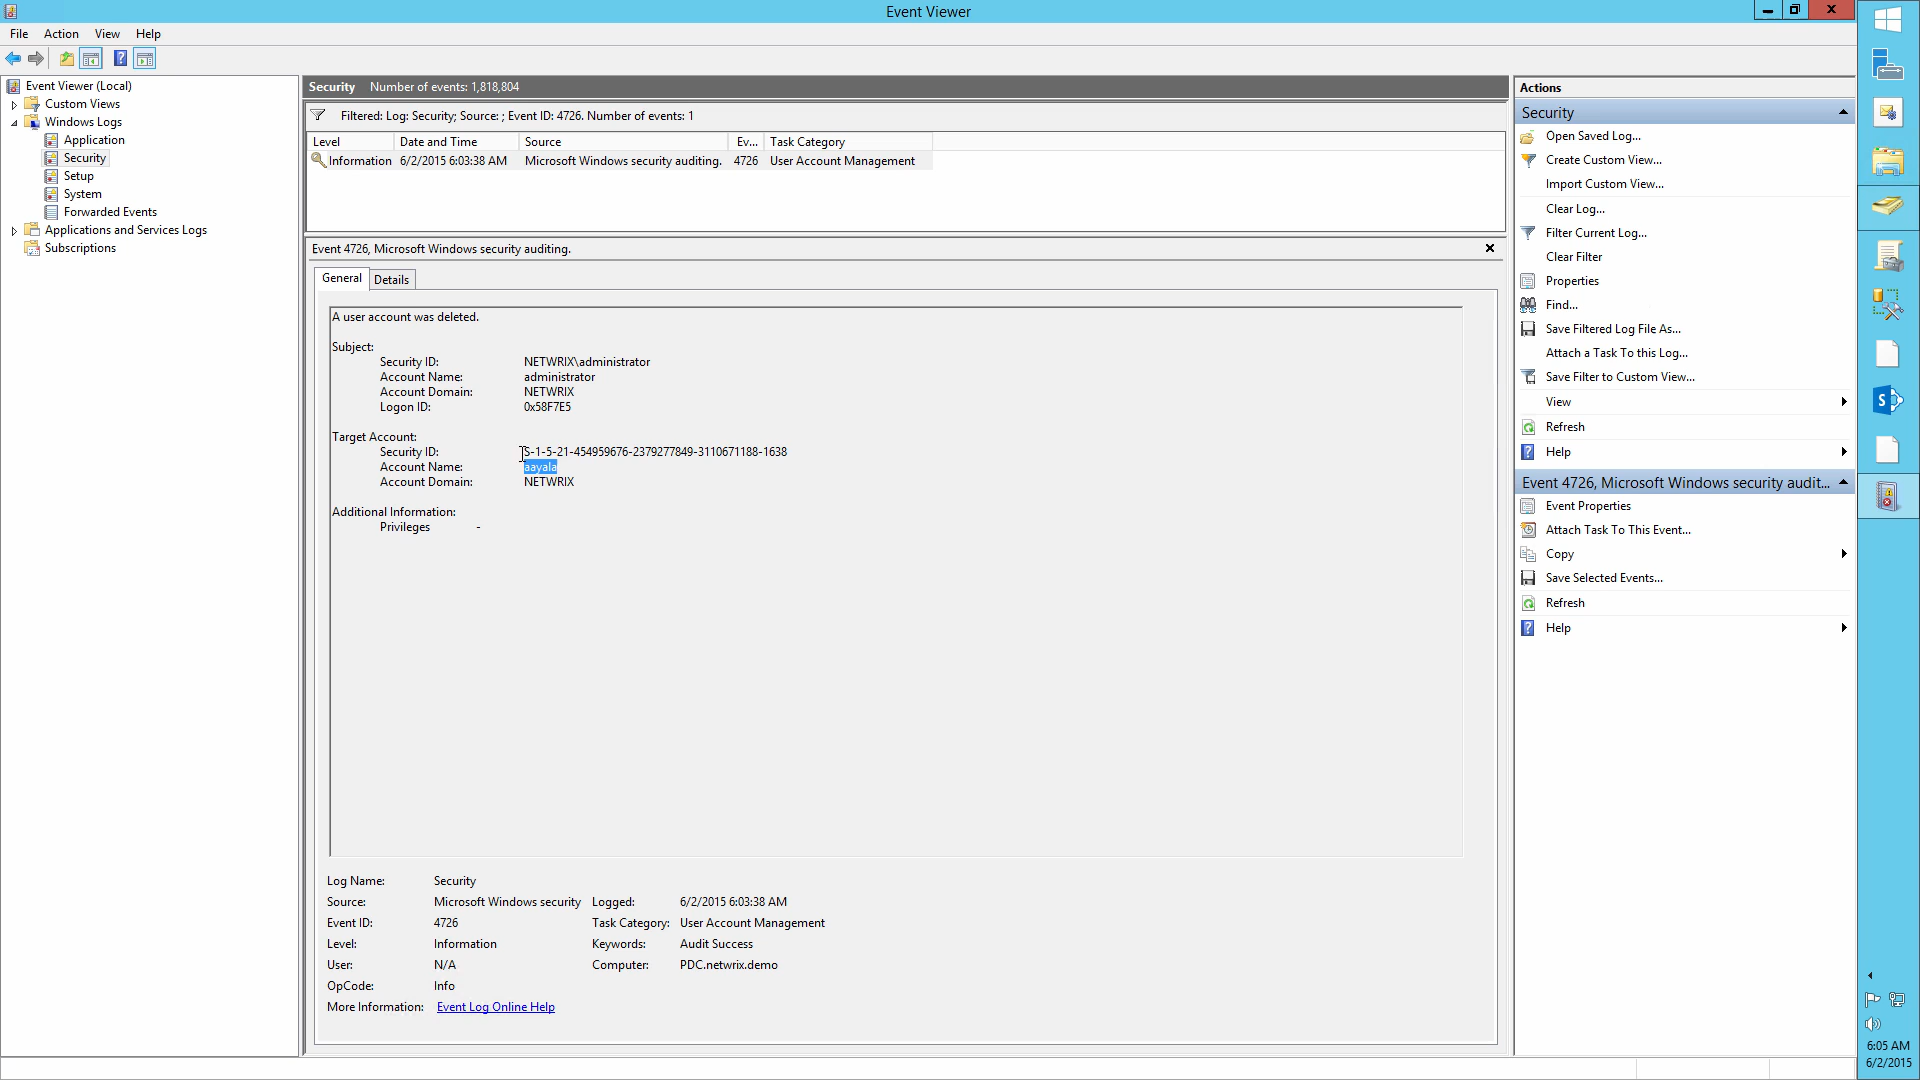 Event Viewer
File Action View Help
Event Viewer (Local)
Custom Views
Windows Logs
Application
Security
Setup
System
Forwarded Events
Applications and Services Logs
Subscriptions
Security Number of events: 1,818,804
Filtered: Log: Security; Source: ; Event ID: 4726. Number of events: 1
Level Date and Time Source Ev... Task Category
Information 6/2/2015 6:03:38 AM Microsoft Windows security auditing. 4726 User Account Management
Event 4726, Microsoft Windows security auditing.
General Details
A user account was deleted.
Subject:
Security ID: NETWRIX\administrator
Account Name: administrator
Account Domain: NETWRIX
Logon ID: 0x58F7E5
Target Account:
Security ID: S-1-5-21-454959676-2379277849-3110671188-1638
Account Name: aayala
Account Domain: NETWRIX
Additional Information:
Privileges -
Log Name: Security
Source: Microsoft Windows security Logged: 6/2/2015 6:03:38 AM
Event ID: 4726 Task Category: User Account Management
Level: Information Keywords: Audit Success
User: N/A Computer: PDC.netwrix.demo
OpCode: Info
More Information: Event Log Online Help
Actions
Security
Open Saved Log...
Create Custom View...
Import Custom View...
Clear Log...
Filter Current Log...
Clear Filter
Properties
Find...
Save Filtered Log File As...
Attach a Task To this Log...
Save Filter to Custom View...
View
Refresh
Help
Event 4726, Microsoft Windows security audit...
Event Properties
Attach Task To This Event...
Copy
Save Selected Events...
Refresh
Help
6:05 AM
6/2/2015